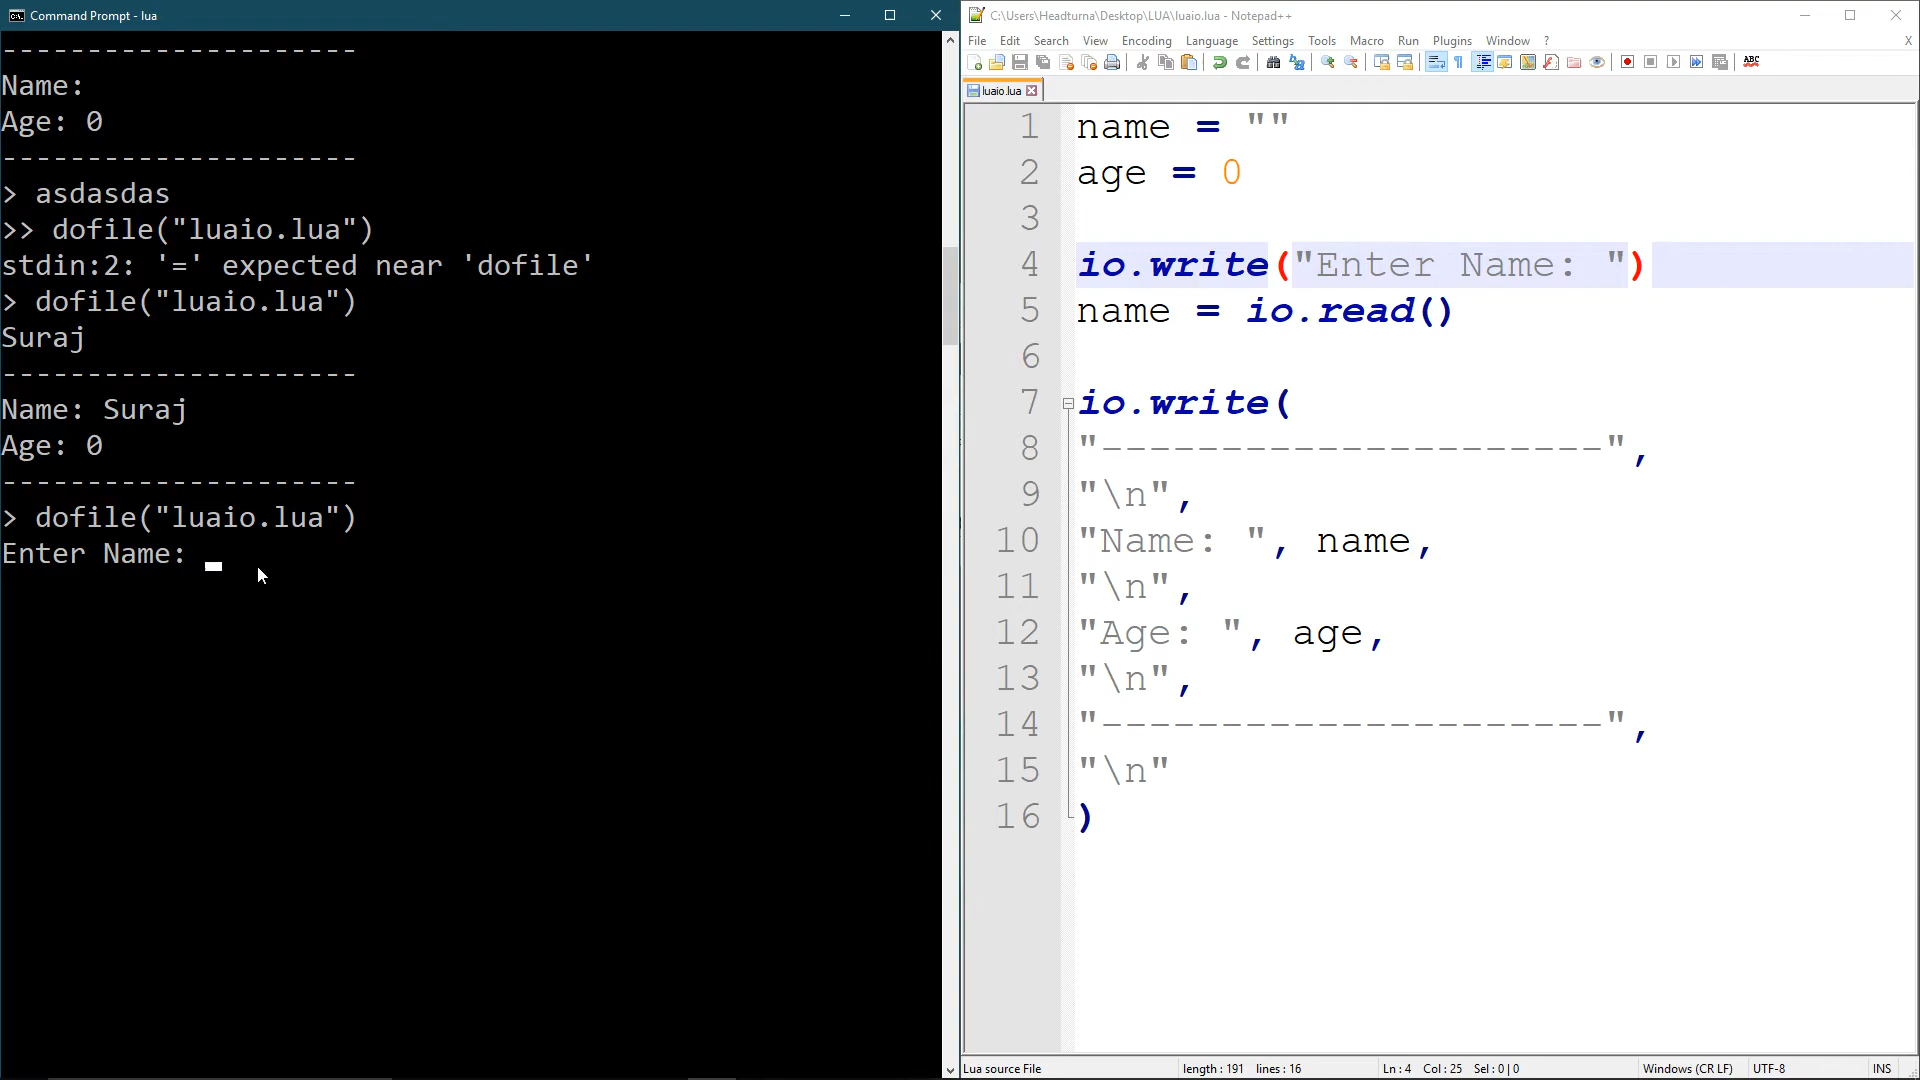 Command Prompt - lua
---------------------
Name:
Age: 0
---------------------
> asdasdas
>> dofile("luaio.lua")
stdin:2: '=' expected near 'dofile'
> dofile("luaio.lua")
Suraj
---------------------
Name: Suraj
Age: 0
---------------------
> dofile("luaio.lua")
Enter Name:
C:\Users\Headturna\Desktop\LUA\luaio.lua - Notepad++
File Edit Search View Encoding Language Settings Tools Macro Run Plugins Window ? X
ABC
luaio.lua
1 name = ""
2 age = 0
3
4 io.write("Enter Name: ")
5 name = io.read()
6
7 io.write(
8 "---------------------",
9 "\n",
10 "Name: ", name,
11 "\n",
12 "Age: ", age,
13 "\n",
14 "---------------------",
15 "\n"
16 )
Lua source File length : 191 lines : 16 Ln : 4 Col : 25 Sel : 0 | 0 Windows (CR LF) UTF-8 INS